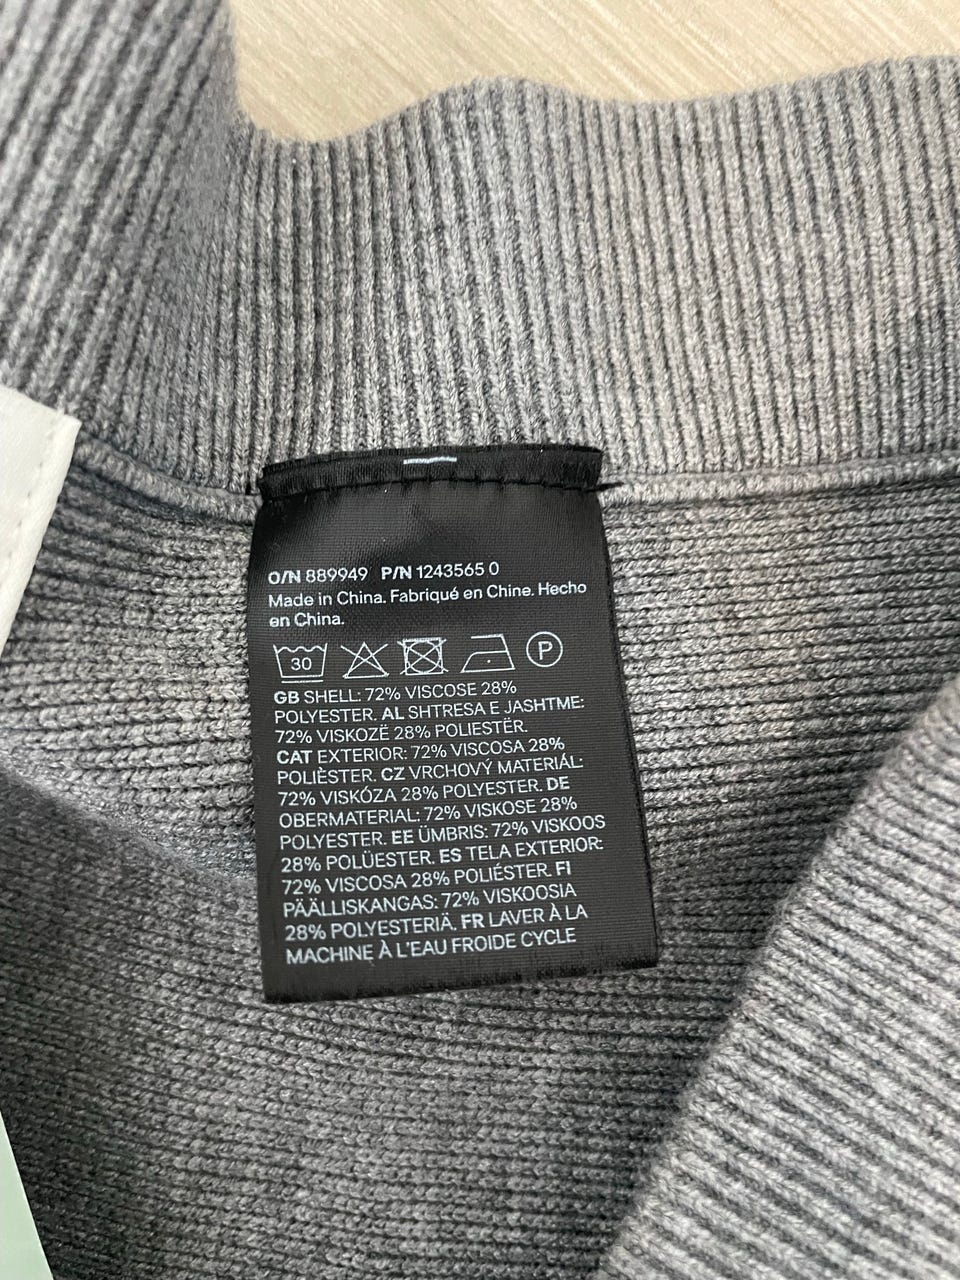 O/N 889949 P/N 1243565 0
Made in China. Fabriqué en Chine. Hecho
en China.
30 P
GB SHELL: 72% VISCOSE 28%
POLYESTER. AL SHTRESA E JASHTME:
72% VISKOZË 28% POLIESTËR.
CAT EXTERIOR: 72% VISCOSA 28%
POLIÈSTER. CZ VRCHOVÝ MATERIÁL:
72% VISKÓZA 28% POLYESTER. DE
OBERMATERIAL: 72% VISKOSE 28%
POLYESTER. EE ÜMBRIS: 72% VISKOOS
28% POLÜESTER. ES TELA EXTERIOR:
72% VISCOSA 28% POLIÉSTER. FI
PÄÄLLISKANGAS: 72% VISKOOSIA
28% POLYESTERIÄ. FR LAVER À LA
MACHINE À L'EAU FROIDE CYCLE